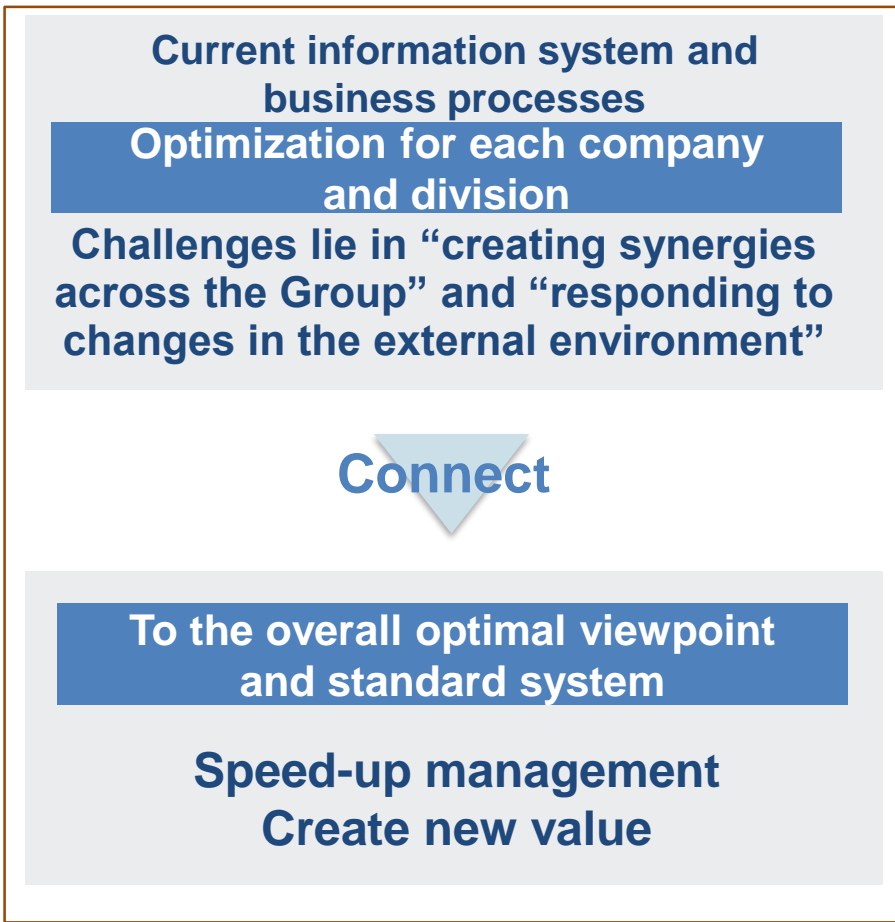 Current information system and
business processes
Optimization for each company
and division
Challenges lie in “creating synergies
across the Group” and “responding to
changes in the external environment”
Connect
To the overall optimal viewpoint
and standard system
Speed-up management
Create new value